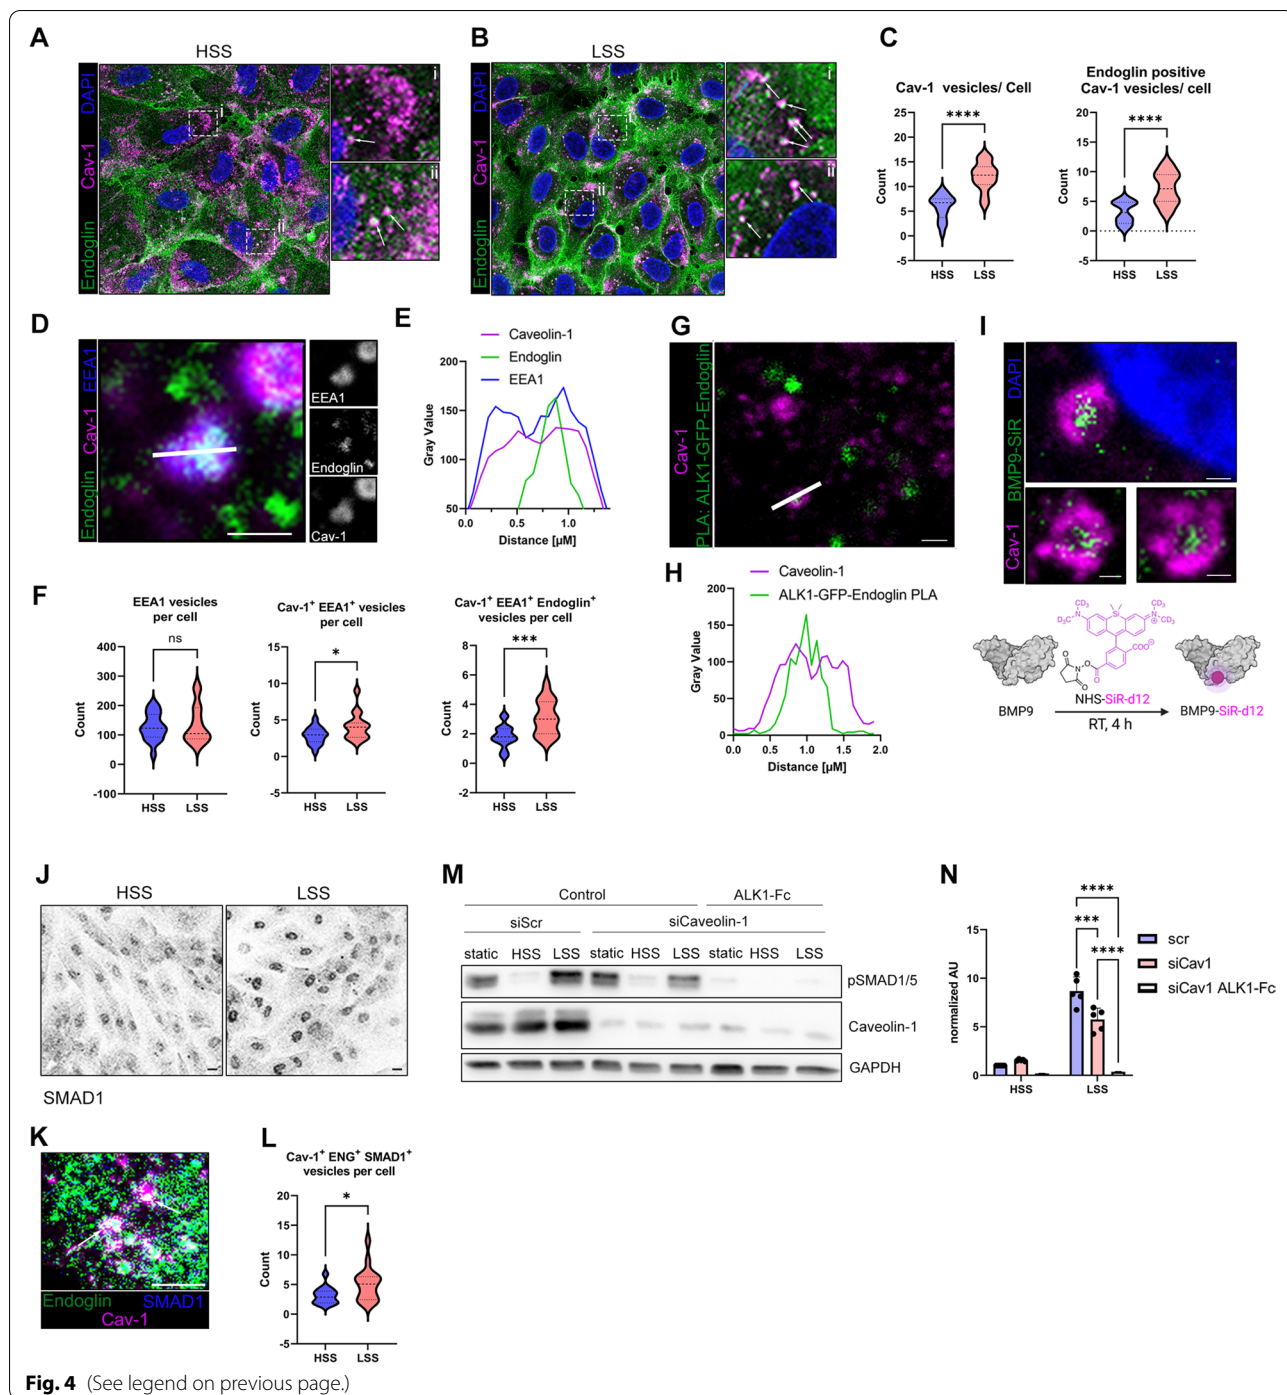 A
HSS
Endoglin Cav-1 DAPI
i
ii
i
ii
B
LSS
Endoglin Cav-1 DAPI
i
ii
i
ii
C
Cav-1 vesicles/ Cell
****
Count
25
20
15
10
5
0
-5
HSS LSS
Endoglin positive
Cav-1 vesicles/ cell
****
Count
20
15
10
5
0
-5
HSS LSS
D
Endoglin Cav-1 EEA1
EEA1
Endoglin
Cav-1
E
Caveolin-1
Endoglin
EEA1
Gray Value
200
150
100
50
0.0 0.5 1.0
Distance [µM]
F
EEA1 vesicles
per cell
ns
Count
400
300
200
100
0
-100
HSS LSS
Cav-1+ EEA1+ vesicles
per cell
*
Count
15
10
5
0
-5
HSS LSS
Cav-1+ EEA1+ Endoglin+
vesicles per cell
***
Count
8
6
4
2
0
-2
HSS LSS
G
PLA: ALK1-GFP-Endoglin Cav-1
H
Caveolin-1
ALK1-GFP-Endoglin PLA
Gray Value
200
150
100
50
0
0.0 0.5 1.0 1.5 2.0
Distance [µM]
I
Cav-1 BMP9-SiR DAPI
CD3
D3C
N
Si
N
CD3
CD3
COO
O
N
O
O
O
NHS-SiR-d12
BMP9
RT, 4 h
BMP9-SiR-d12
J
HSS
LSS
SMAD1
K
Endoglin SMAD1
Cav-1
L
Cav-1+ ENG+ SMAD1+
vesicles per cell
*
Count
20
15
10
5
0
-5
HSS LSS
M
Control ALK1-Fc
siScr siCaveolin-1
static HSS LSS static HSS LSS static HSS LSS
pSMAD1/5
Caveolin-1
GAPDH
N
****
***
****
normalized AU
15
10
5
0
HSS LSS
scr
siCav1
siCav1 ALK1-Fc
Fig. 4 (See legend on previous page.)